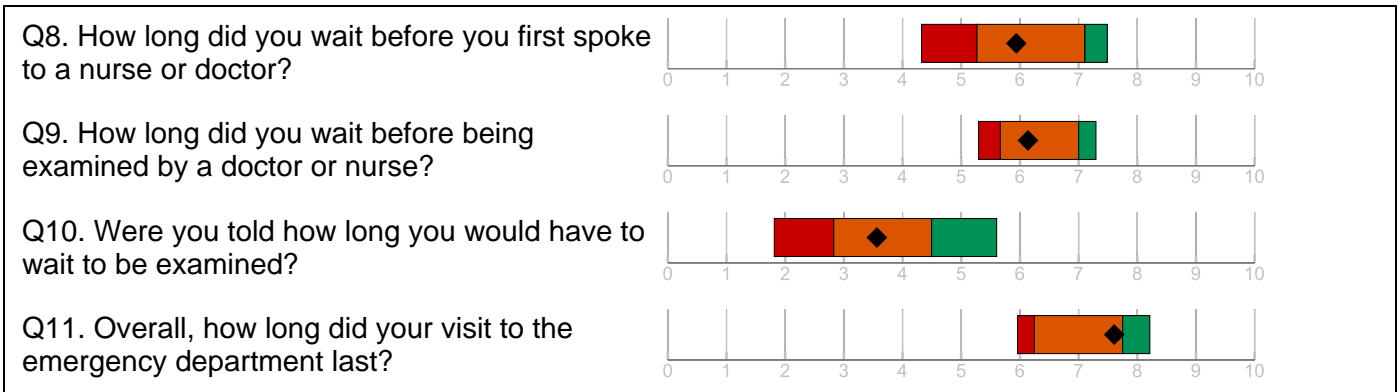 Q8. How long did you wait before you first spoke
to a nurse or doctor?
0 1 2 3 4 5 6 7 8 9 10
Q9. How long did you wait before being
examined by a doctor or nurse?
0 1 2 3 4 5 6 7 8 9 10
Q10. Were you told how long you would have to
wait to be examined?
0 1 2 3 4 5 6 7 8 9 10
Q11. Overall, how long did your visit to the
emergency department last?
0 1 2 3 4 5 6 7 8 9 10